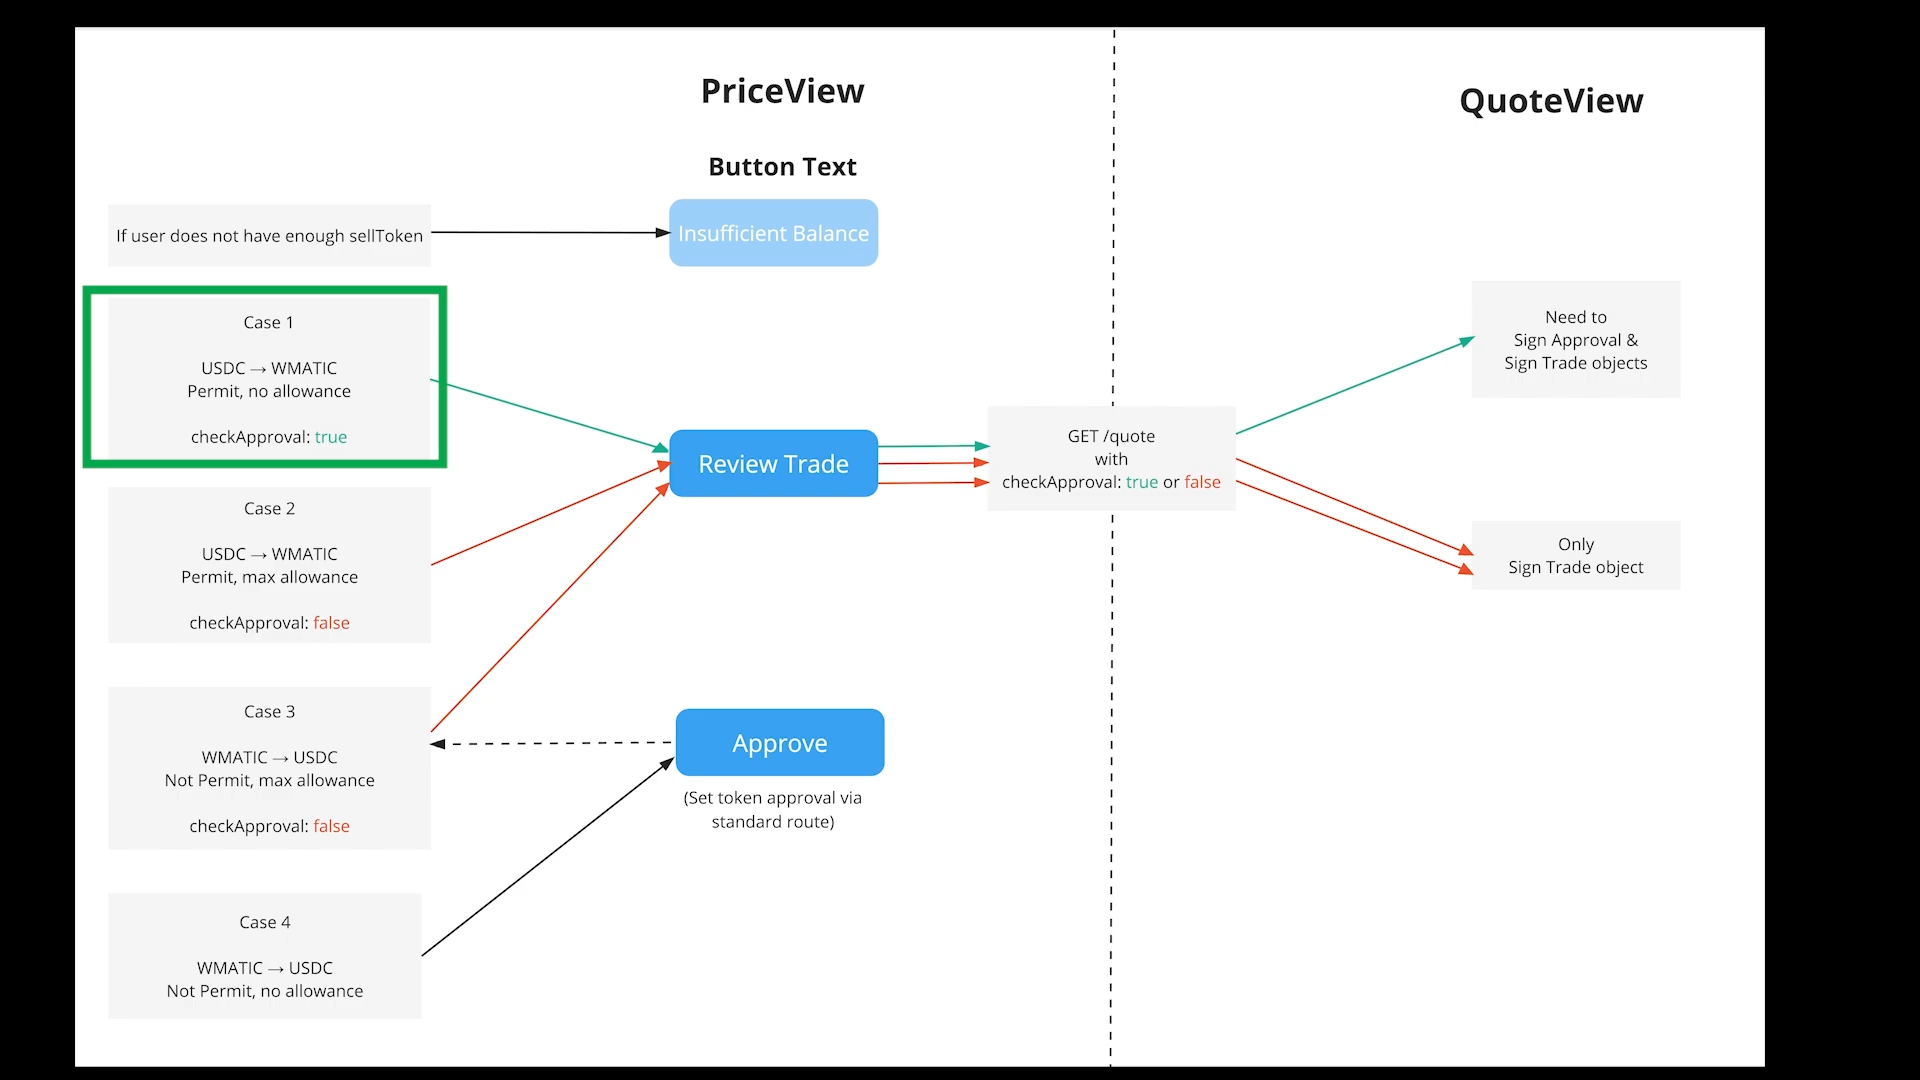 PriceView
QuoteView
Button Text
If user does not have enough sellToken
Insufficient Balance
Case 1
USDC → WMATIC
Permit, no allowance
checkApproval: true
Case 2
USDC → WMATIC
Permit, max allowance
checkApproval: false
Case 3
WMATIC → USDC
Not Permit, max allowance
checkApproval: false
Case 4
WMATIC → USDC
Not Permit, no allowance
Review Trade
Approve
(Set token approval via
standard route)
GET /quote
with
checkApproval: true or false
Need to
Sign Approval &
Sign Trade objects
Only
Sign Trade object